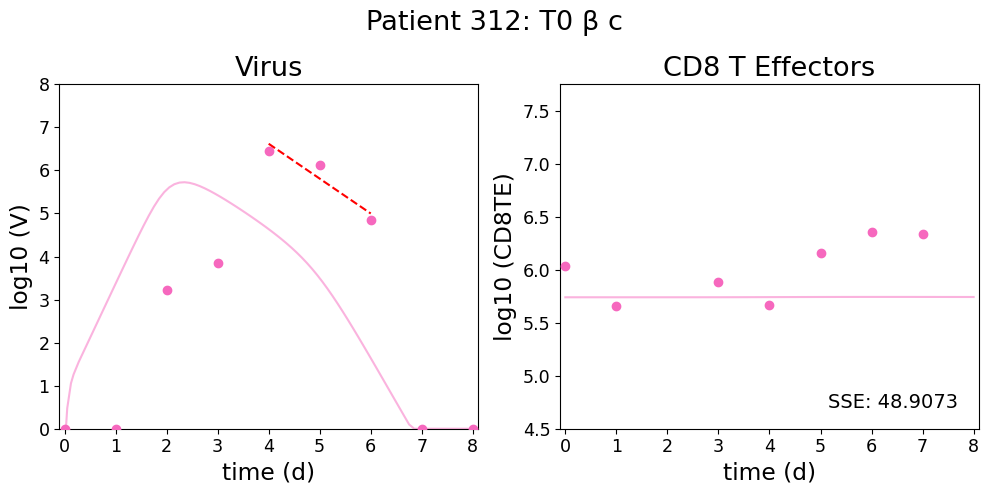 Patient 312: T0 β c
Virus
CD8 T Effectors
log10 (V)
8
7
6
5
4
3
2
1
0
0 1 2 3 4 5 6 7 8
time (d)
log10 (CD8TE)
7.5
7.0
6.5
6.0
5.5
5.0
4.5
SSE: 48.9073
0 1 2 3 4 5 6 7 8
time (d)